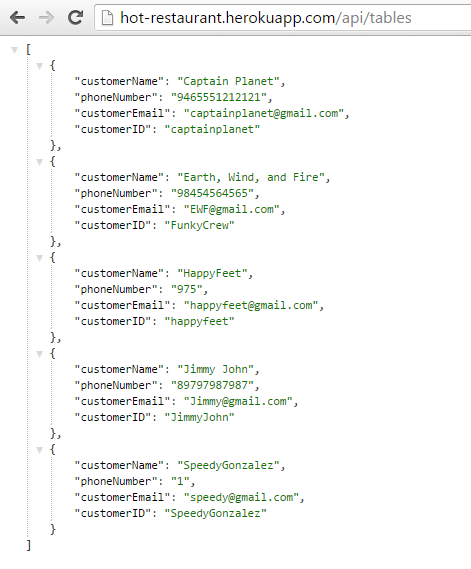 hot-restaurant.herokuapp.com/api/tables
[
{
"customerName": "Captain Planet",
"phoneNumber": "9465551212121",
"customerEmail": "captainplanet@gmail.com",
"customerID": "captainplanet"
},
{
"customerName": "Earth, Wind, and Fire",
"phoneNumber": "98454564565",
"customerEmail": "EWF@gmail.com",
"customerID": "FunkyCrew"
},
{
"customerName": "HappyFeet",
"phoneNumber": "975",
"customerEmail": "happyfeet@gmail.com",
"customerID": "happyfeet"
},
{
"customerName": "Jimmy John",
"phoneNumber": "89797987987",
"customerEmail": "Jimmy@gmail.com,
"customerID": "JimmyJohn"
},
{
"customerName": "SpeedyGonzalez",
"phoneNumber": "1",
"customerEmail": "speedy@gmail.com",
"customerID": "SpeedyGonzalez"
}
]